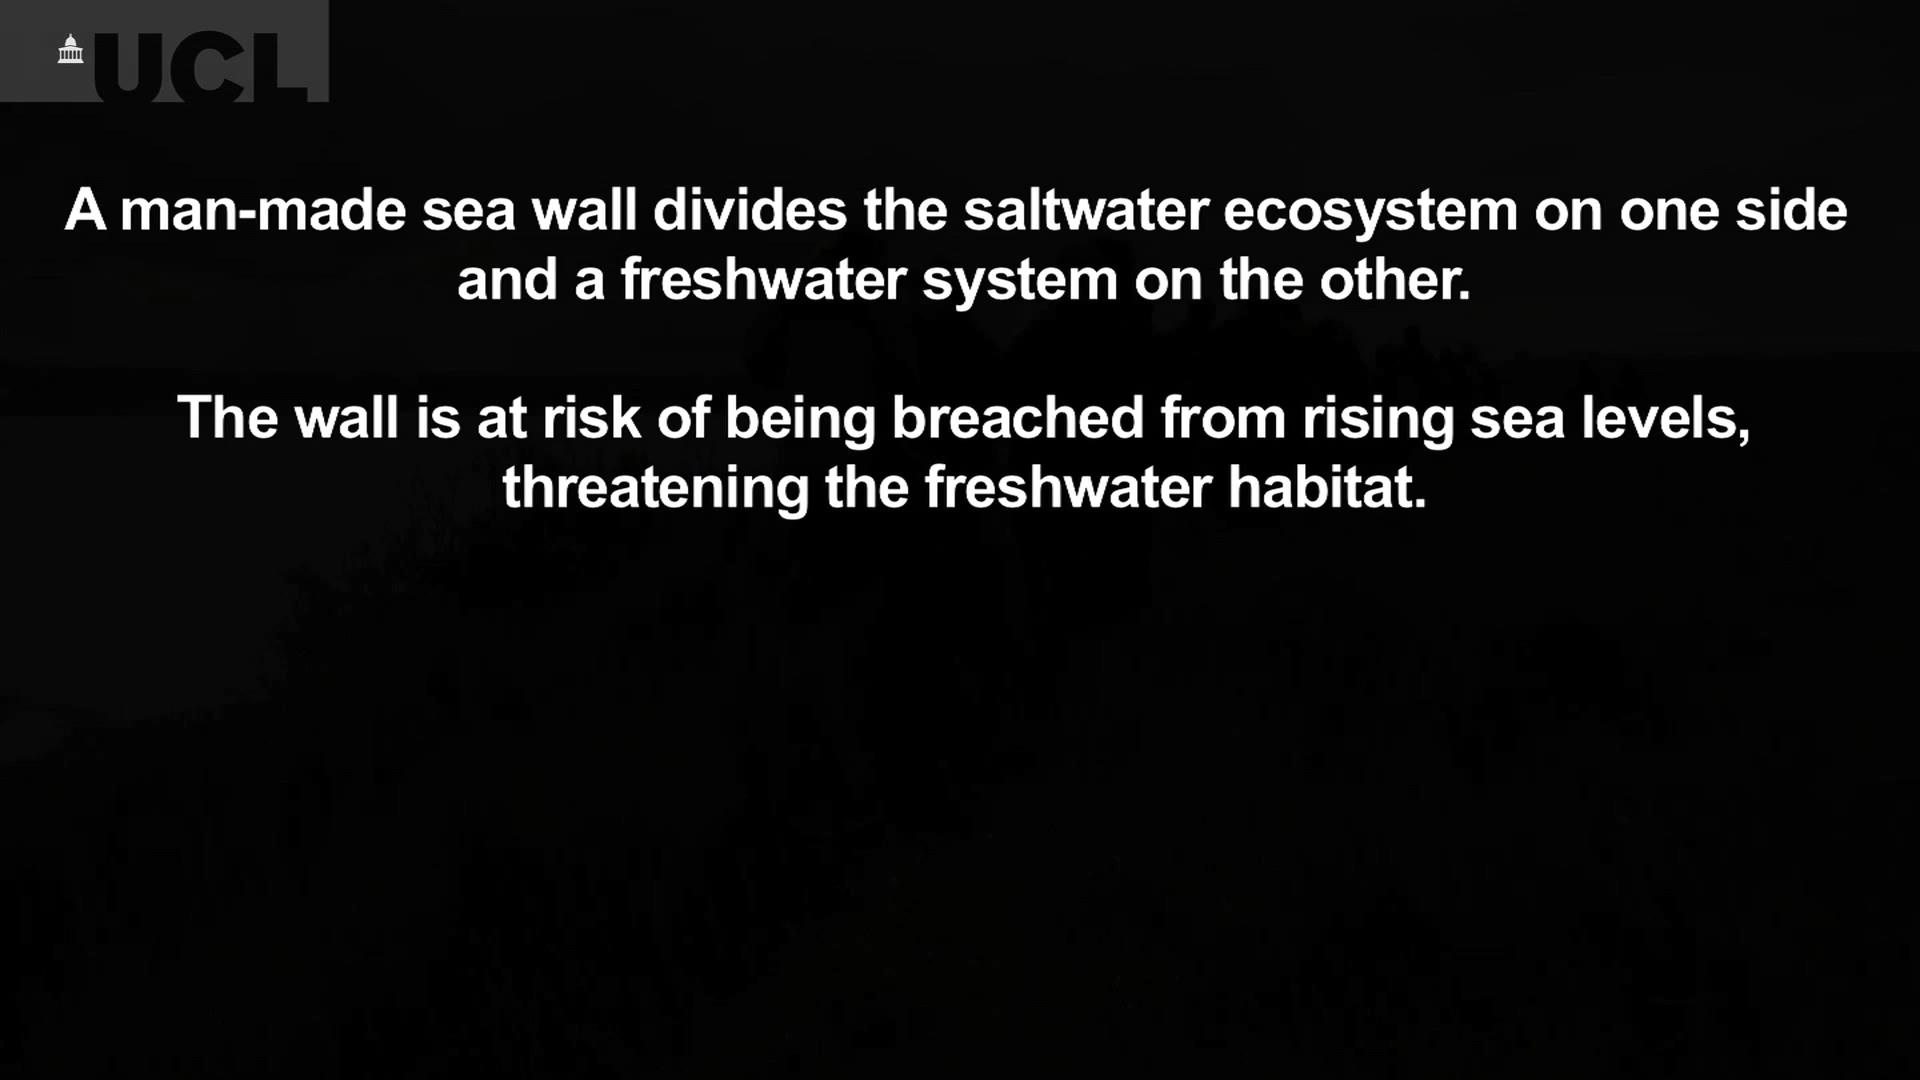 UCL
A man-made sea wall divides the saltwater ecosystem on one side
and a freshwater system on the other.
The wall is at risk of being breached from rising sea levels,
threatening the freshwater habitat.